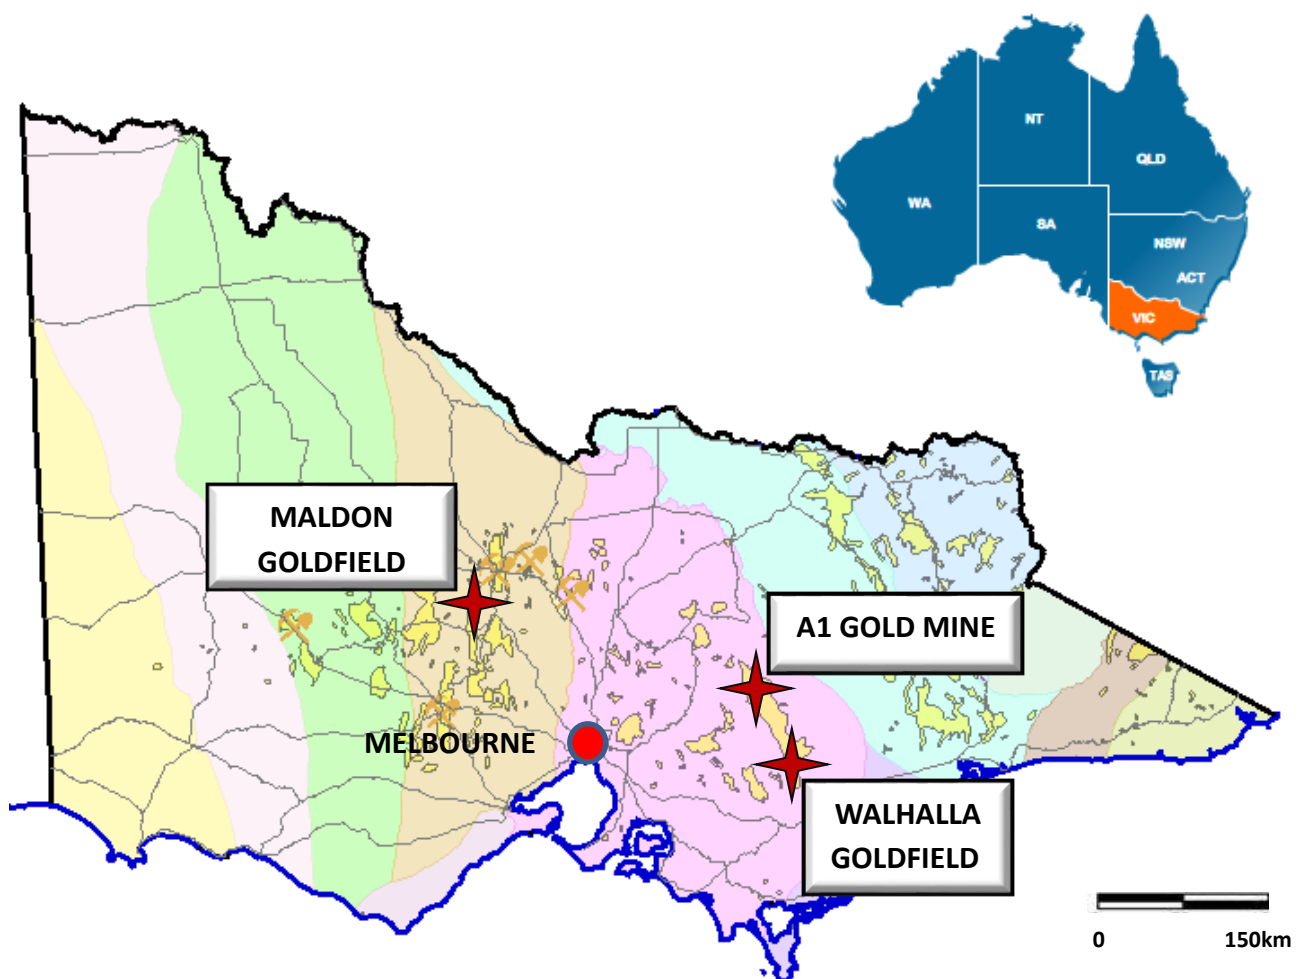 NT
QLD
WA
SA
NSW
ACT
VIC
TAS
MALDON
GOLDFIELD
A1 GOLD MINE
MELBOURNE
WALHALLA
GOLDFIELD
0 150km